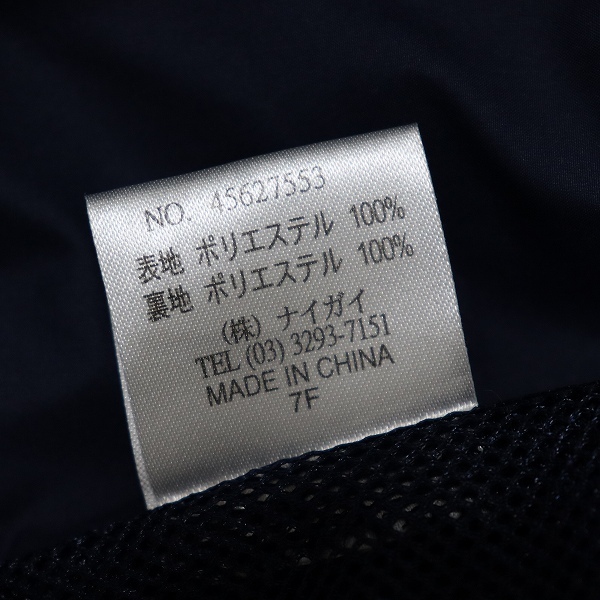 NO. 45627553
表地 ポリエステル 100%
裏地 ポリエステル 100%
(株) ナイガイ
TEL (03) 3293-7151
MADE IN CHINA
7F